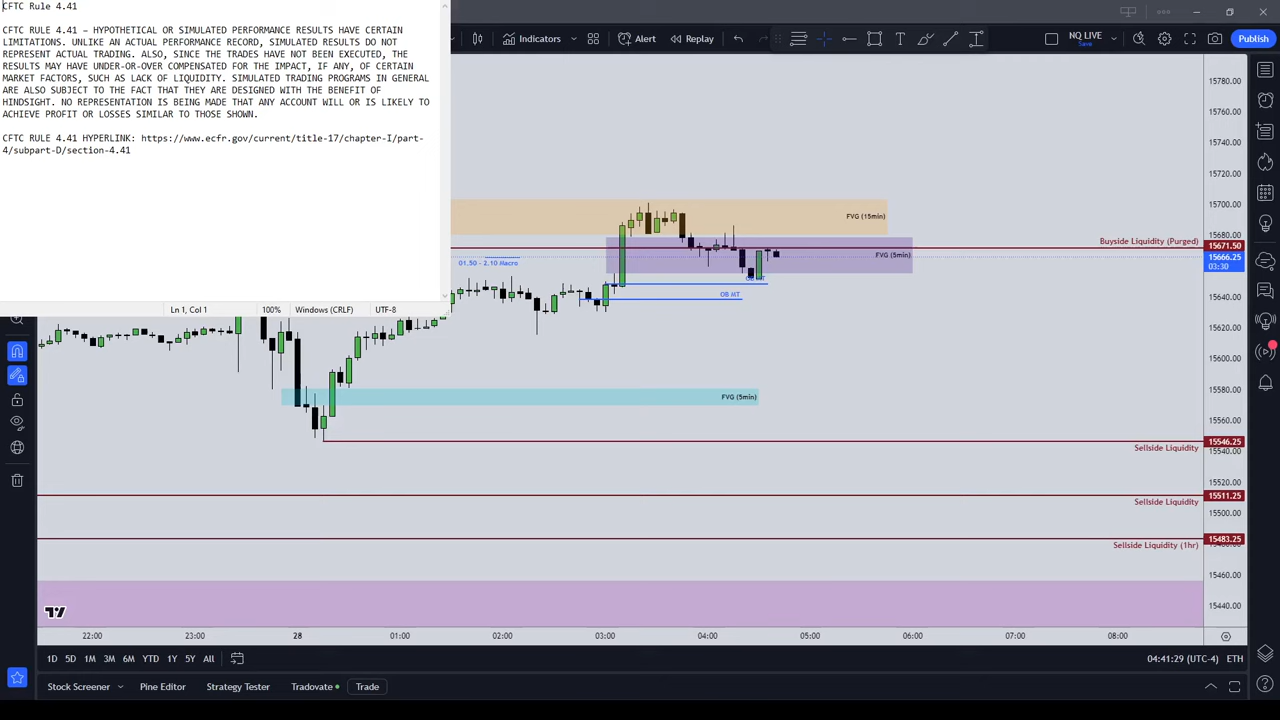 CFTC Rule 4.41
CFTC RULE 4.41 – HYPOTHETICAL OR SIMULATED PERFORMANCE RESULTS HAVE CERTAIN
LIMITATIONS. UNLIKE AN ACTUAL PERFORMANCE RECORD, SIMULATED RESULTS DO NOT
REPRESENT ACTUAL TRADING. ALSO, SINCE THE TRADES HAVE NOT BEEN EXECUTED, THE
RESULTS MAY HAVE UNDER-OR-OVER COMPENSATED FOR THE IMPACT, IF ANY, OF CERTAIN
MARKET FACTORS, SUCH AS LACK OF LIQUIDITY. SIMULATED TRADING PROGRAMS IN GENERAL
ARE ALSO SUBJECT TO THE FACT THAT THEY ARE DESIGNED WITH THE BENEFIT OF
HINDSIGHT. NO REPRESENTATION IS BEING MADE THAT ANY ACCOUNT WILL OR IS LIKELY TO
ACHIEVE PROFIT OR LOSSES SIMILAR TO THOSE SHOWN.
CFTC RULE 4.41 HYPERLINK: https://www.ecfr.gov/current/title-17/chapter-I/part-
4/subpart-D/section-4.41
Ln 1, Col 1 100% Windows (CRLF) UTF-8
Indicators Alert Replay NQ LIVE Save Publish
15780.00
15760.00
15740.00
15720.00
15700.00
FVG (15min)
15680.00
Buyside Liquidity (Purged) 15671.50
FVG (5min)
15666.25
03:30
01.50 - 2.10 Macro
OB MT
OB MT
15640.00
15620.00
15600.00
15580.00
FVG (5min)
15560.00
15546.25
Sellside Liquidity
15540.00
15520.00
15511.25
Sellside Liquidity
15500.00
15483.25
Sellside Liquidity (1hr)
15460.00
15440.00
22:00 23:00 28 01:00 02:00 03:00 04:00 05:00 06:00 07:00 08:00
1D 5D 1M 3M 6M YTD 1Y 5Y All 04:41:29 (UTC-4) ETH
Stock Screener Pine Editor Strategy Tester Tradovate Trade